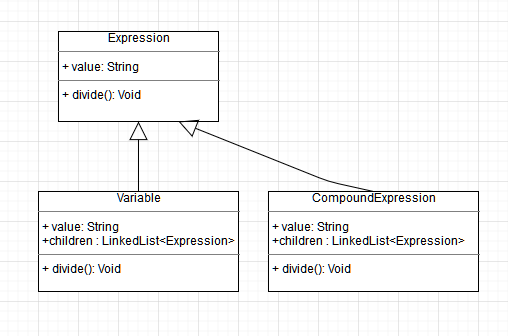 Expression
+ value: String
+ divide(): Void
Variable
+ value: String
+children : LinkedList<Expression>
+ divide(): Void
CompoundExpression
+ value: String
+children : LinkedList<Expression>
+ divide(): Void